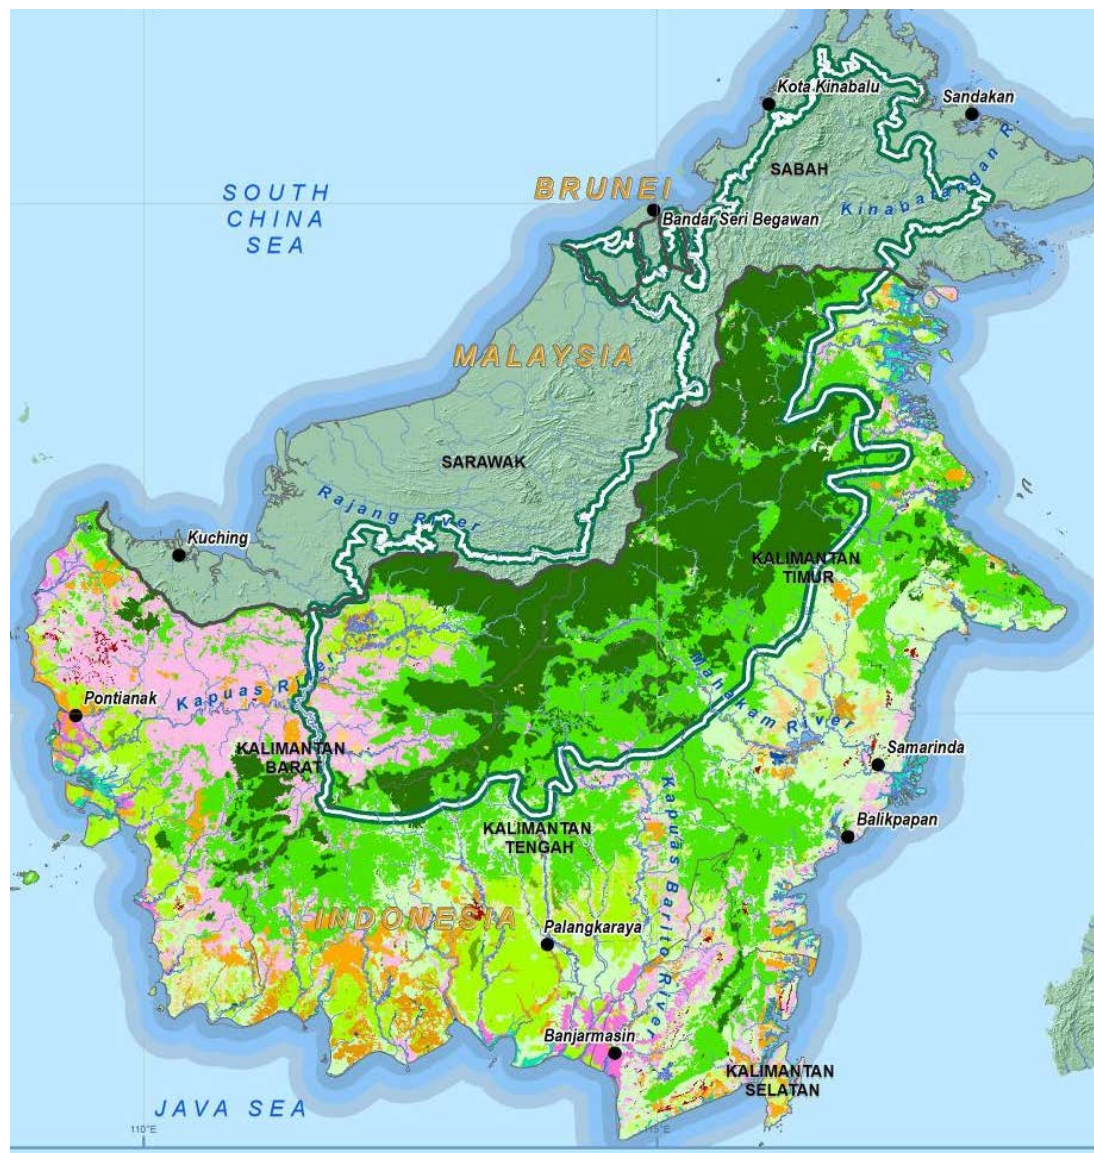 Kota Kinabalu
Sandakan
SABAH
Kinabatangan R.
SOUTH
CHINA
SEA
BRUNEI
Bandar Seri Begawan
MALAYSIA
SARAWAK
Rajang River
Kuching
KALIMANTAN
TIMUR
Mahakam River
Kapuas River
Pontianak
KALIMANTAN
BARAT
Samarinda
Balikpapan
KALIMANTAN
TENGAH
Kapuas Barito River
INDONESIA
Palangkaraya
Banjarmasin
KALIMANTAN
SELATAN
JAVA SEA
110°E
115°E